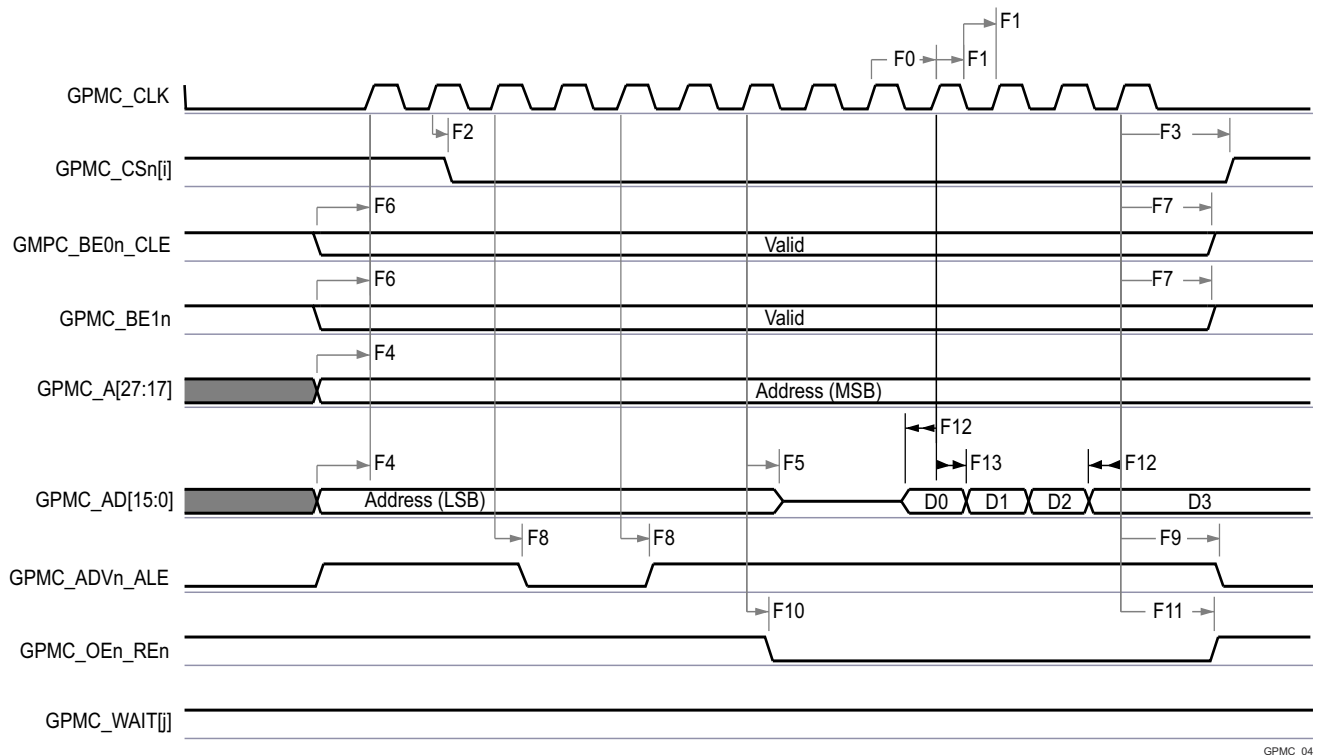 F1
F0 F1
GPMC_CLK
F2 F3
GPMC_CSn[i]
F6 F7
GMPC_BE0n_CLE Valid
F6 F7
GPMC_BE1n Valid
F4
GPMC_A[27:17] Address (MSB)
F12
F4 F5 F13 F12
GPMC_AD[15:0] Address (LSB) D0 D1 D2 D3
F8 F8 F9
GPMC_ADVn_ALE
F10 F11
GPMC_OEn_REn
GPMC_WAIT[j]
GPMC_04